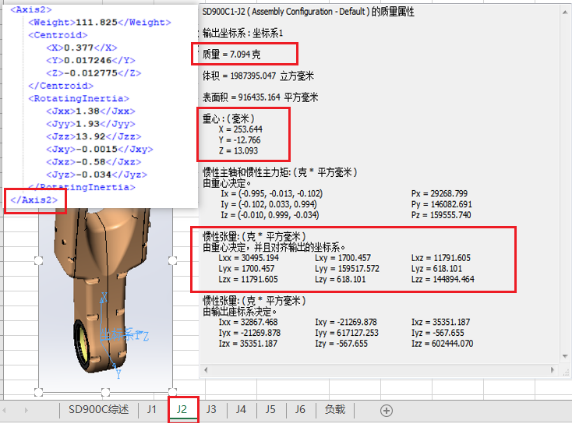 <Axis2>
<Weight>111.825</Weight>
<Centroid>
<X>0.377</X>
<Y>0.017246</Y>
<Z>-0.012775</Z>
</Centroid>
<RotatingInertia>
<Jxx>1.38</Jxx>
<Jyy>1.93</Jyy>
<Jzz>13.92</Jzz>
<Jxy>-0.0015</Jxy>
<Jxz>-0.58</Jxz>
<Jyz>-0.034</Jyz>
</RotatingInertia>
</Axis2>
SD900C1-J2 ( Assembly Configuration - Default ) 的质量属性
输出坐标系 : 坐标系1
质量 = 7.094 克
体积 = 1987395.047 立方毫米
表面积 = 916435.164 平方毫米
重心 : ( 毫米 )
X = 253.644
Y = -12.766
Z = 13.093
惯性主轴和惯性主力矩: ( 克 * 平方毫米 )
由重心决定。
Ix = (-0.995, -0.013, -0.102) Px = 29268.799
Iy = (-0.102, 0.033, 0.994) Py = 146082.691
Iz = (-0.010, 0.999, -0.034) Pz = 159555.740
惯性张量: ( 克 * 平方毫米 )
由重心决定，并且对齐输出的坐标系。
Lxx = 30495.194 Lxy = 1700.457 Lxz = 11791.605
Lyx = 1700.457 Lyy = 159517.572 Lyz = 618.101
Lzx = 11791.605 Lzy = 618.101 Lzz = 144894.464
惯性张量: ( 克 * 平方毫米 )
由输出座标系决定。
Ixx = 32867.468 Ixy = -21269.878 Ixz = 35351.187
Iyx = -21269.878 Iyy = 617127.253 Iyz = -567.655
Izx = 35351.187 Izy = -567.655 Izz = 602444.070
Z
Y
SD900C综述 J1 J2 J3 J4 J5 J6 负载